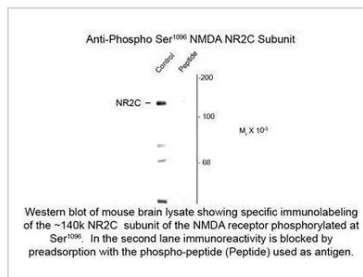 Anti-Phospho Ser1096 NMDA NR2C Subunit
Control
Peptide
200
NR2C
100
Mr X 10-3
68
Western blot of mouse brain lysate showing specific immunolabeling
of the ~140k NR2C subunit of the NMDA receptor phosphorylated at
Ser1096. In the second lane immunoreactivity is blocked by
preadsorption with the phospho-peptide (Peptide) used as antigen.